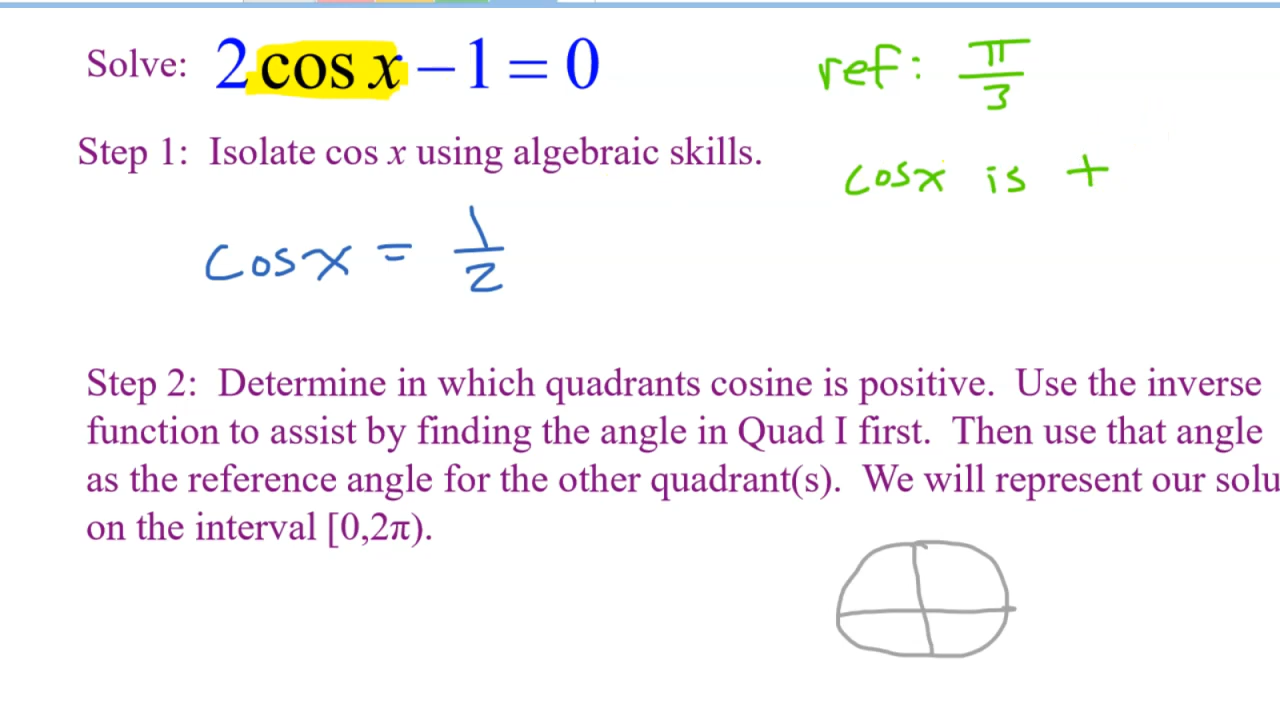 Solve: 2 cos x − 1 = 0
ref: π/3
Step 1: Isolate cos x using algebraic skills.
cosx is +
cosx = 1/2
Step 2: Determine in which quadrants cosine is positive. Use the inverse
function to assist by finding the angle in Quad I first. Then use that angle
as the reference angle for the other quadrant(s). We will represent our solu
on the interval [0,2π).